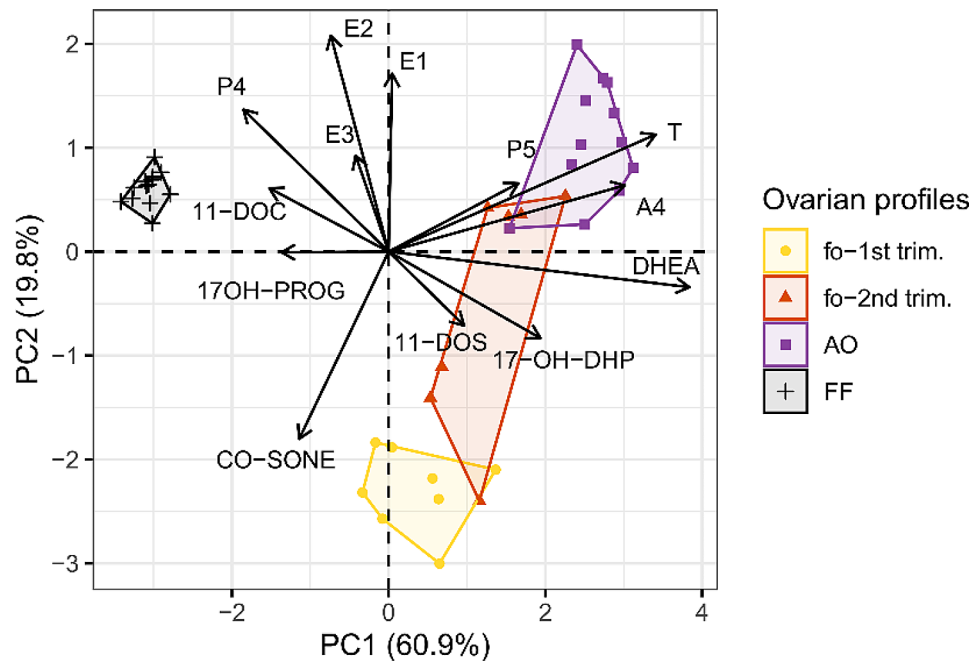 E2
E1
P4
E3
P5
T
11-DOC
A4
17OH-PROG
DHEA
11-DOS
17-OH-DHP
CO-SONE
2
1
0
−1
−2
−3
PC2 (19.8%)
−2
0
2
4
PC1 (60.9%)
Ovarian profiles
fo-1st trim.
fo-2nd trim.
AO
FF